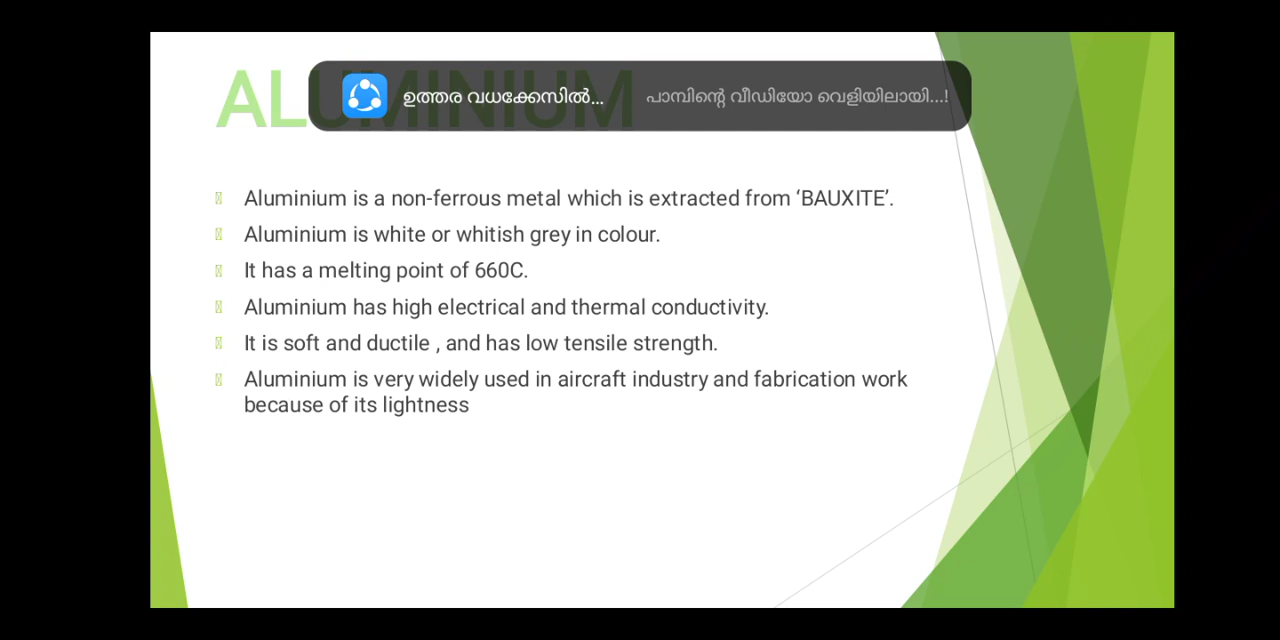 ALUMINIUM
ഉത്തര വധക്കേസിൽ... പാമ്പിന്റെ വീഡിയോ വെളിയിലായി...!
Aluminium is a non-ferrous metal which is extracted from ‘BAUXITE’.
Aluminium is white or whitish grey in colour.
It has a melting point of 660C.
Aluminium has high electrical and thermal conductivity.
It is soft and ductile , and has low tensile strength.
Aluminium is very widely used in aircraft industry and fabrication work
because of its lightness